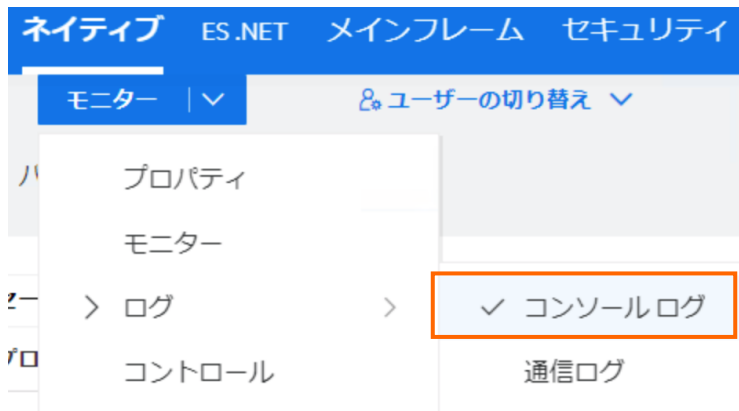 ネイティブ ES .NET メインフレーム セキュリティ
モニター ユーザーの切り替え
プロパティ
モニター
ログ コンソール ログ
コントロール 通信ログ